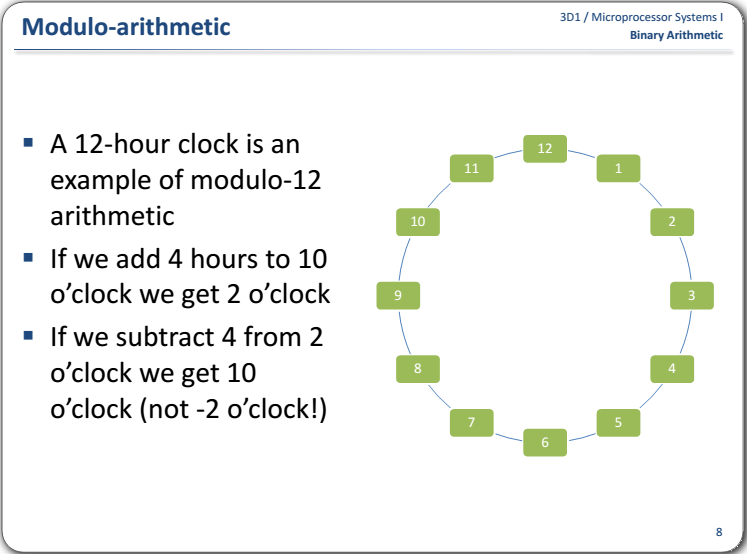 Modulo-arithmetic
3D1 / Microprocessor Systems I
Binary Arithmetic
▪ A 12-hour clock is an
example of modulo-12
arithmetic
▪ If we add 4 hours to 10
o’clock we get 2 o’clock
▪ If we subtract 4 from 2
o’clock we get 10
o’clock (not -2 o’clock!)
12
1
2
3
4
5
6
7
8
9
10
11
8